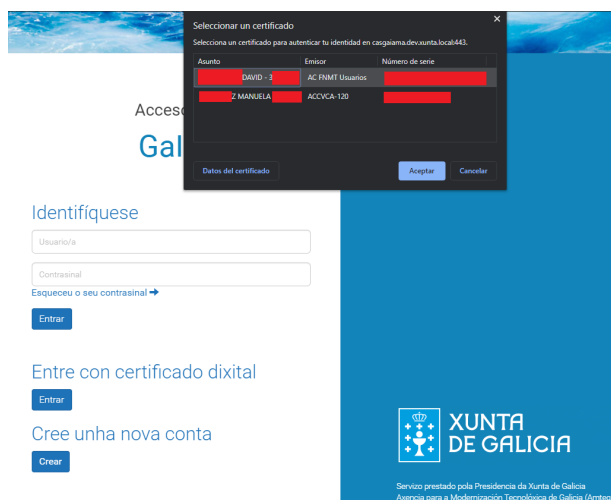 Seleccionar un certificado
Selecciona un certificado para autenticar tu identidad en casgaiama.dev.xunta.local:443.
Asunto Emisor Número de serie
DAVID - 3 AC FNMT Usuarios
Z MANUELA ACCVCA-120
Datos del certificado Aceptar Cancelar
Identifíquese
Usuario/a
Contrasinal
Esqueceu o seu contrasinal
Entrar
Entre con certificado dixital
Entrar
Cree unha nova conta
Crear
XUNTA
DE GALICIA
Servizo prestado pola Presidencia da Xunta de Galicia
Axencia para a Modernización Tecnolóxica de Galicia